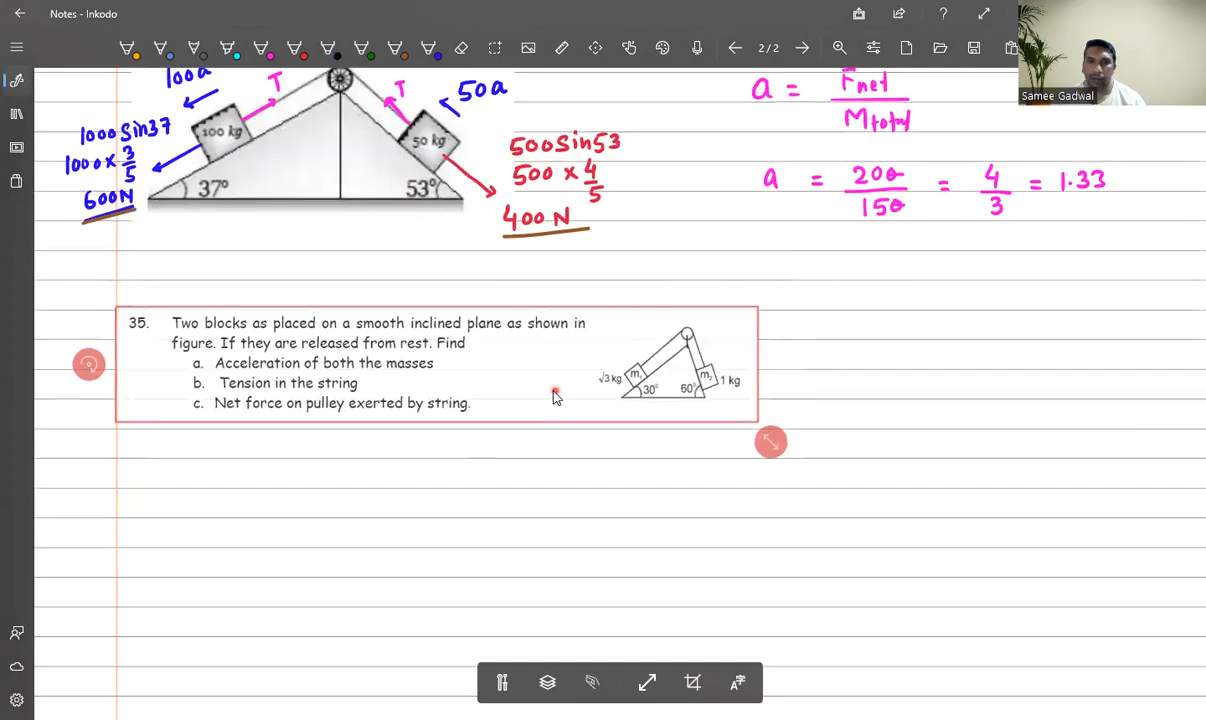 Notes - Inkodo
2 / 2
Samee Gadwal
100a
T
T
50a
1000 Sin37
1000 × 3/5
600N
100 kg
50 kg
37°
53°
500 Sin 53
500 × 4/5
400 N
a = Fnet / Mtotal
a = 200 / 150 = 4 / 3 = 1.33
35. Two blocks as placed on a smooth inclined plane as shown in
figure. If they are released from rest. Find
a. Acceleration of both the masses
b. Tension in the string
c. Net force on pulley exerted by string.
√3 kg
m₁
30°
60°
m₂
1 kg